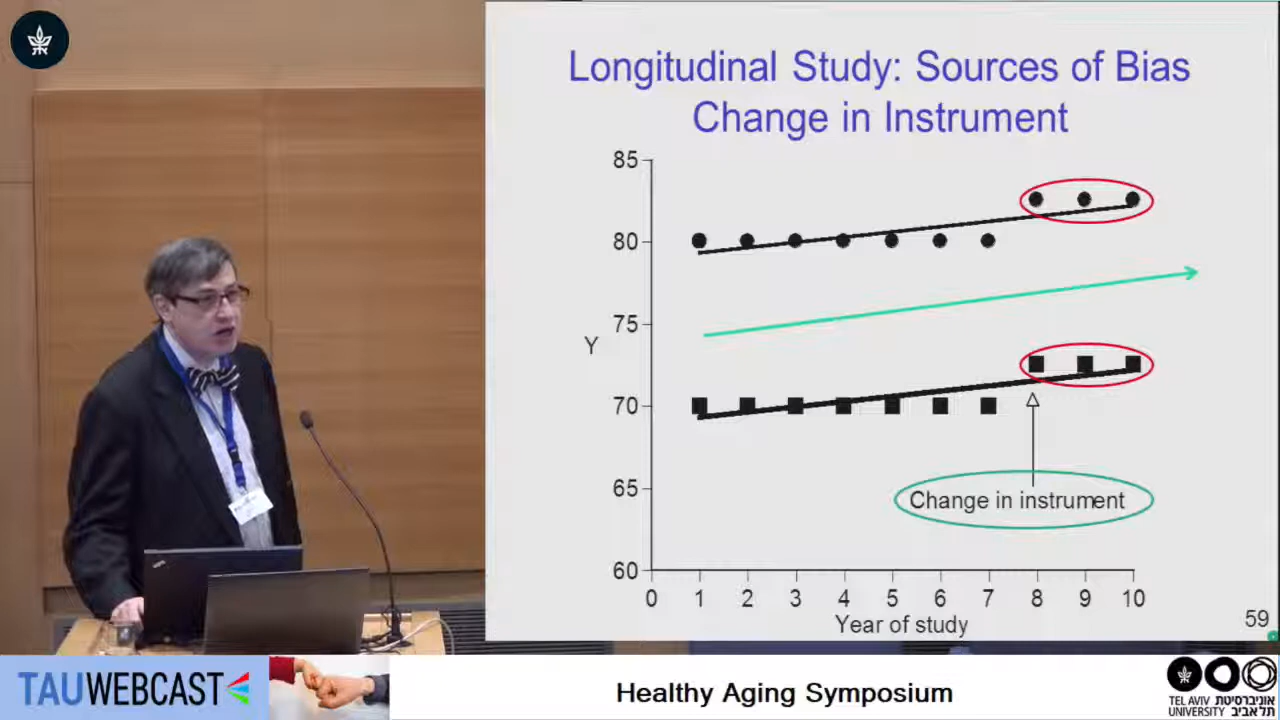 Longitudinal Study: Sources of Bias
Change in Instrument
85
80
75
Y
70
65
Change in instrument
60
0 1 2 3 4 5 6 7 8 9 10
Year of study
59
TAUWEBCAST
Healthy Aging Symposium
TEL AVIV אוניברסיטת
UNIVERSITY תל אביב